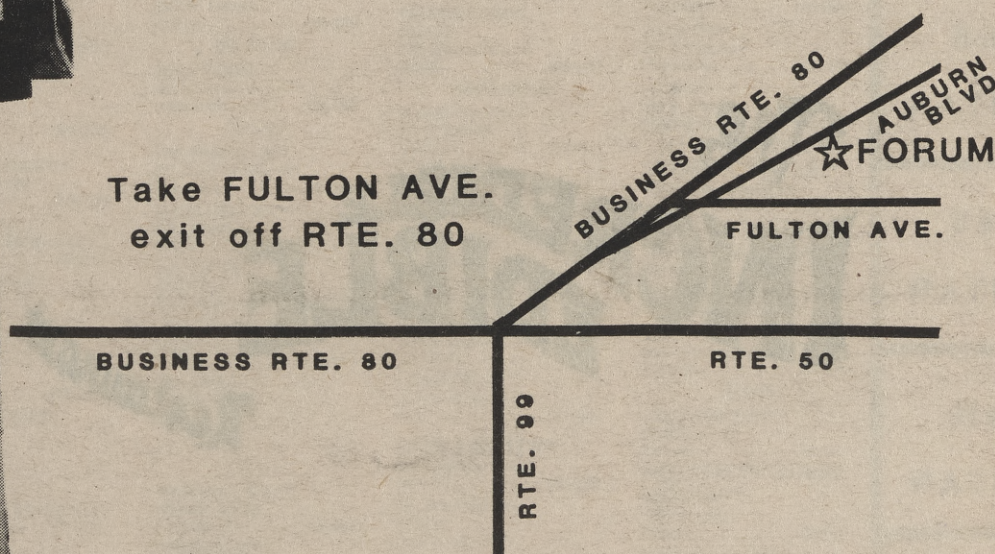 BUSINESS RTE. 80
AUBURN
BLVD
FORUM
Take FULTON AVE.
exit off RTE. 80
FULTON AVE.
BUSINESS RTE. 80
RTE. 50
RTE. 99